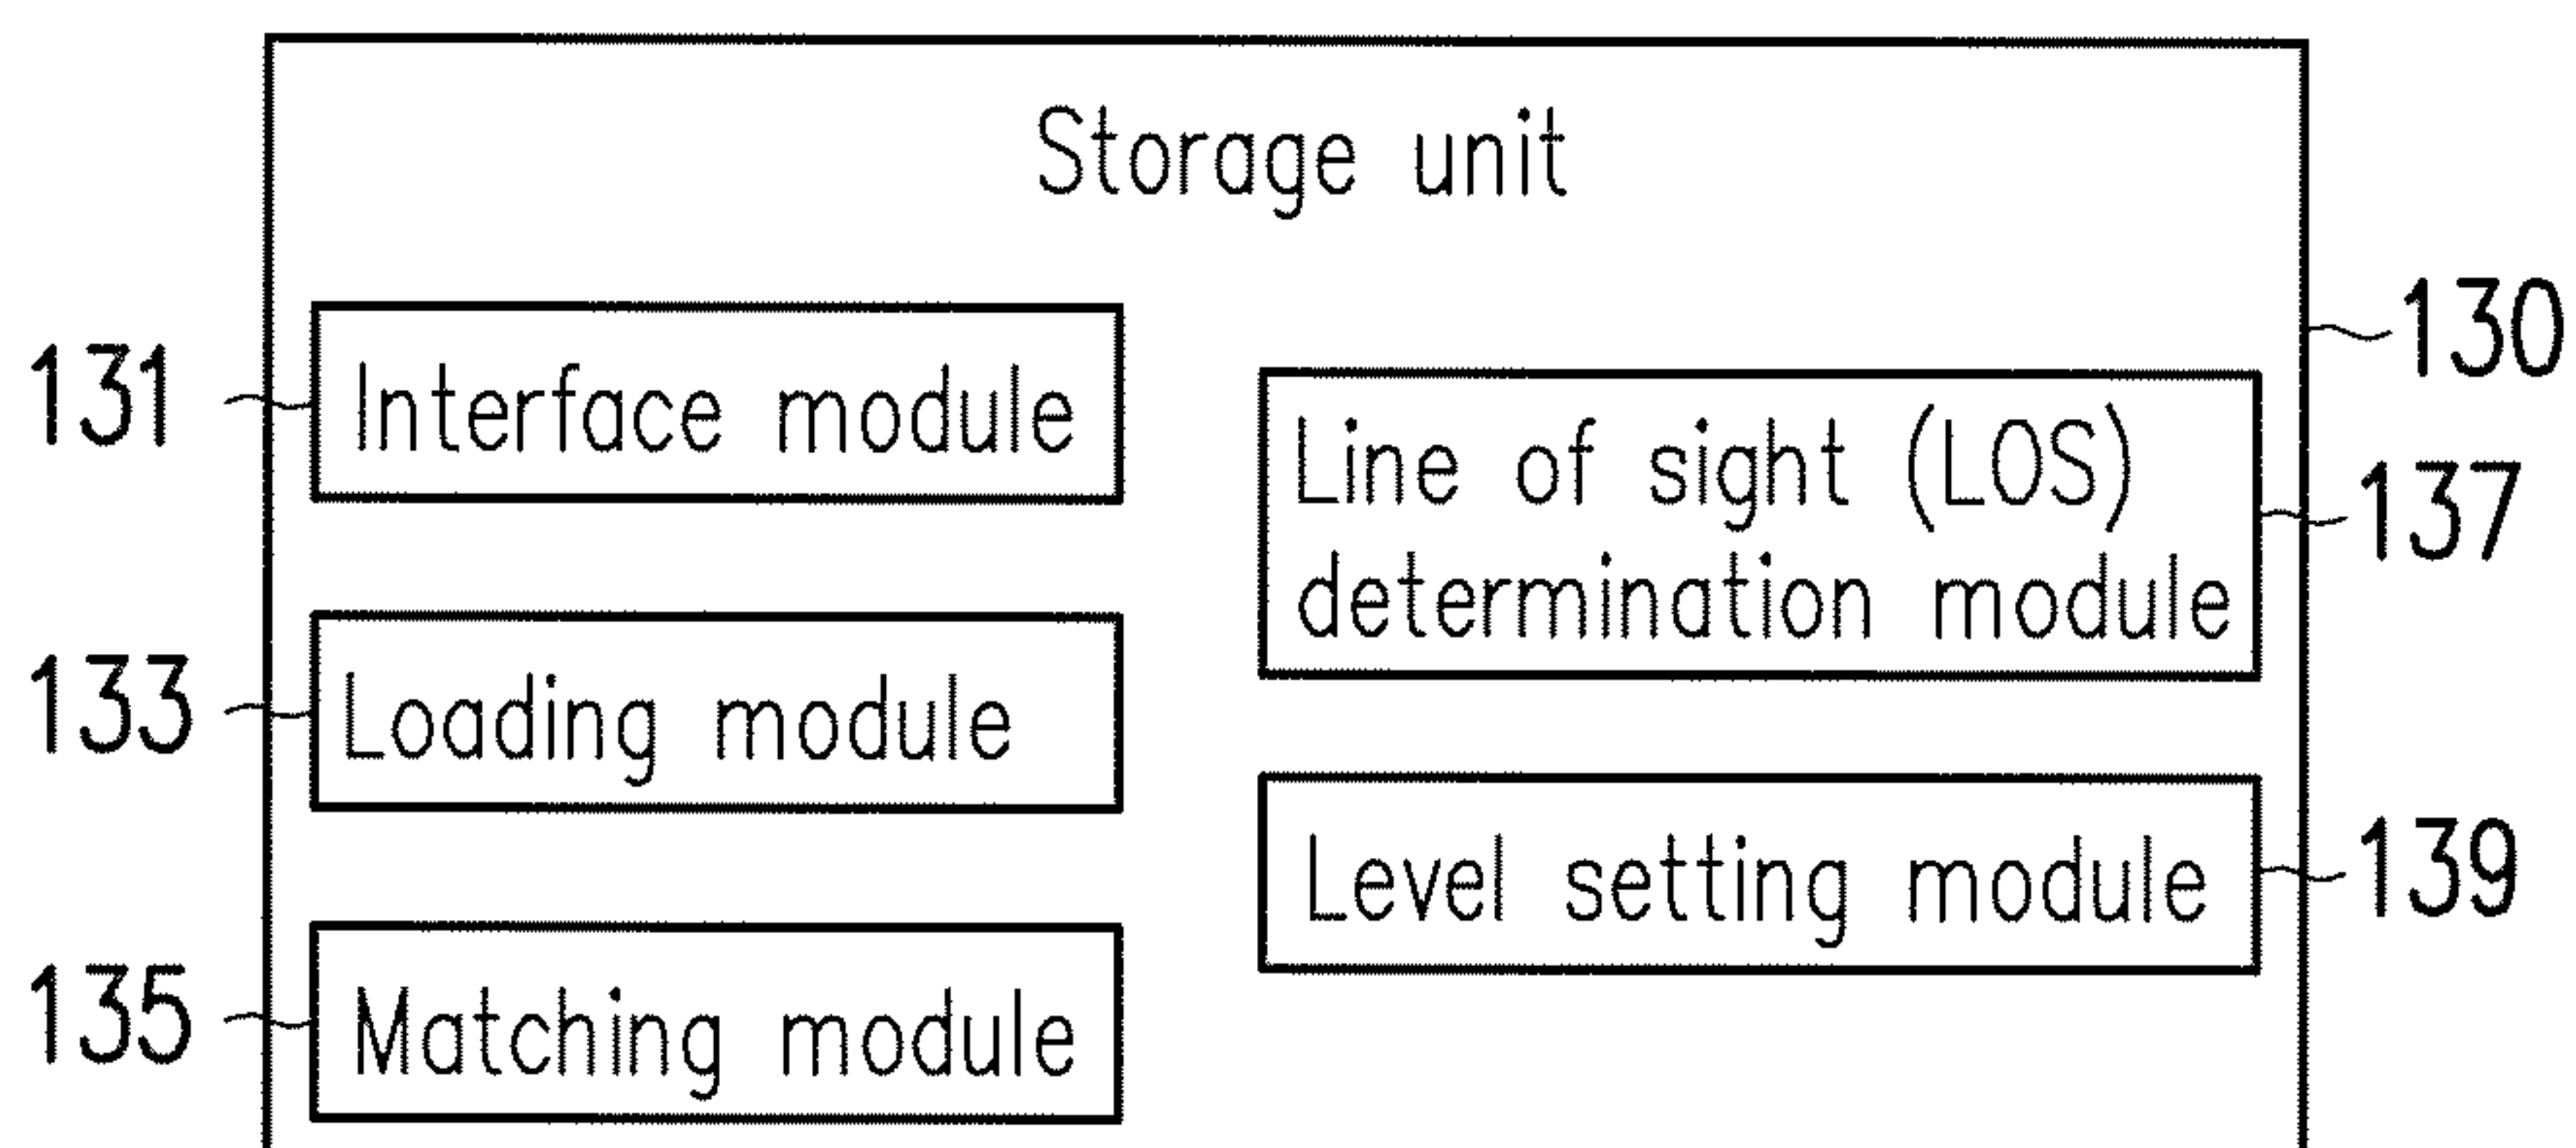 Storage unit
130
131
Interface module
Line of sight (LOS)
determination module
137
133
Loading module
Level setting module
139
135
Matching module